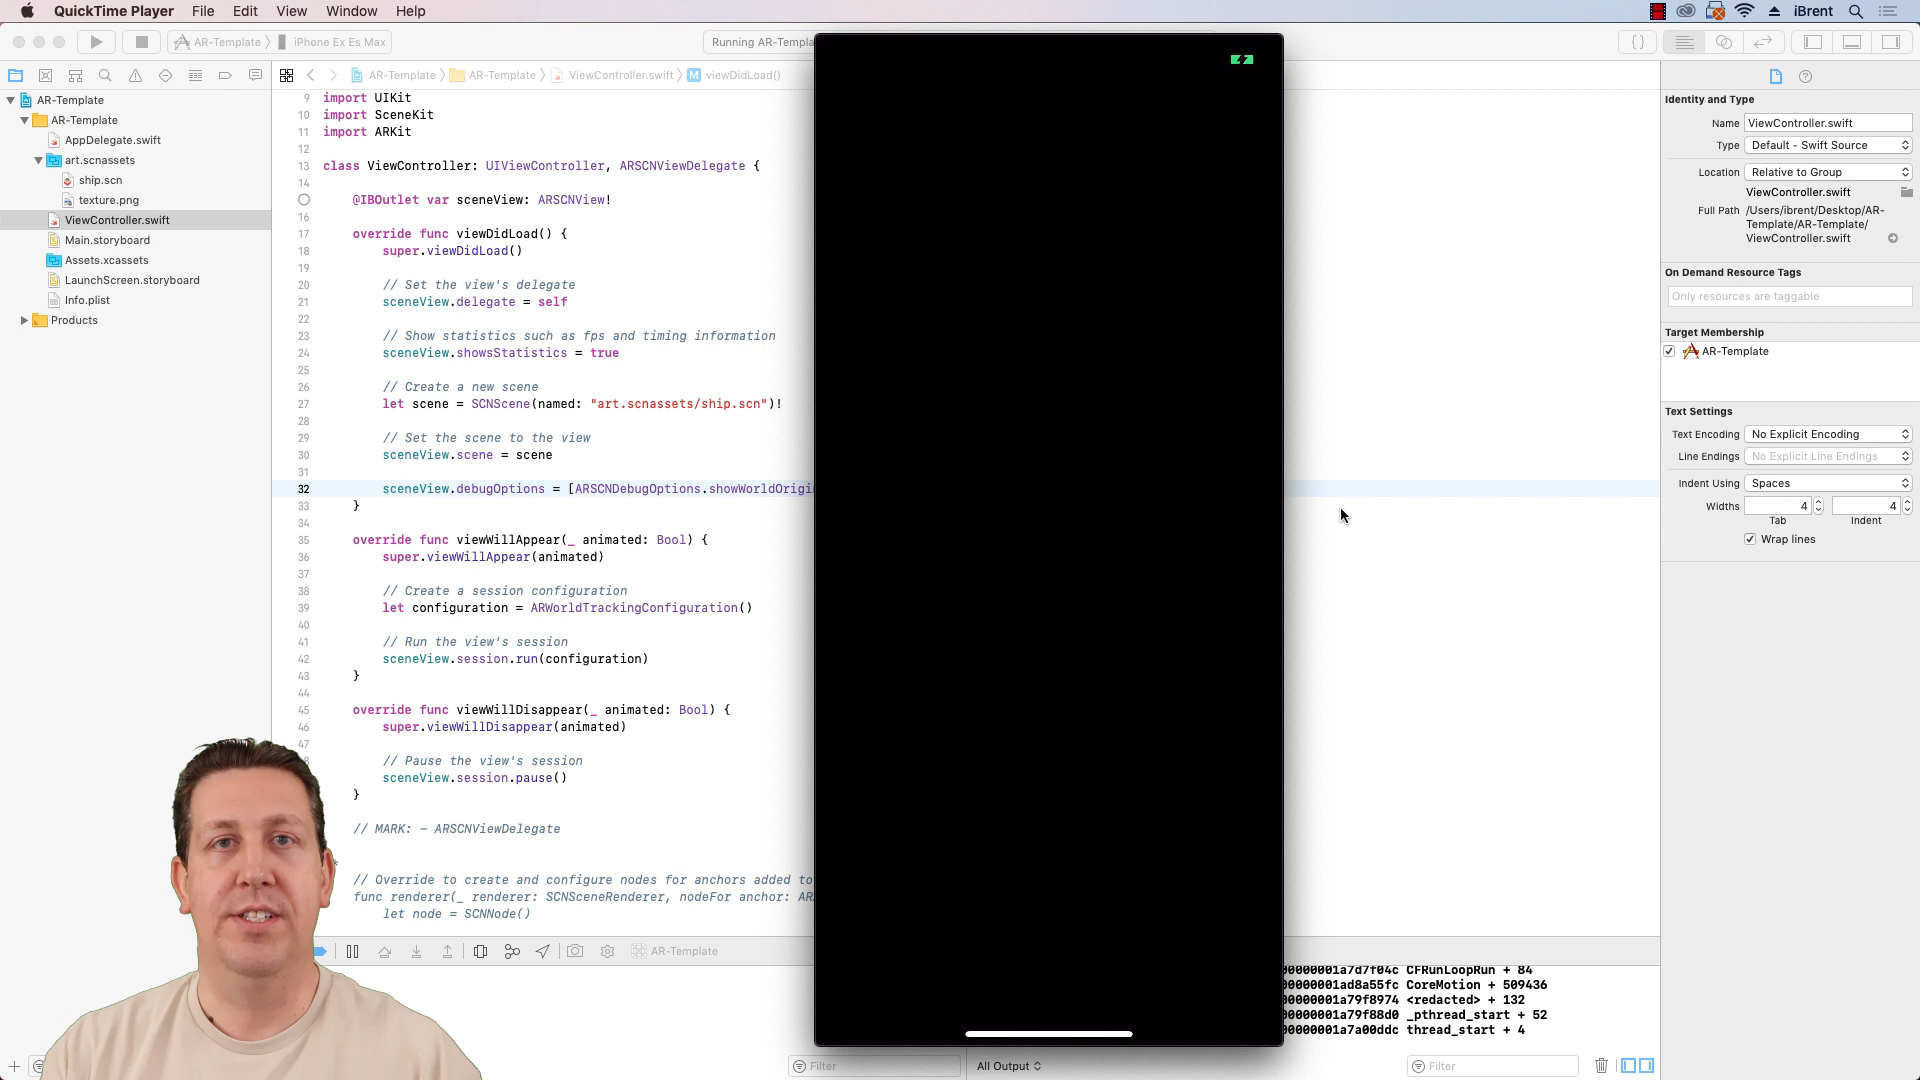 QuickTime Player File Edit View Window Help
iBrent
AR-Template iPhone Ex Es Max
Running AR-Templa
AR-Template AR-Template ViewController.swift M viewDidLoad()
AR-Template
AR-Template
AppDelegate.swift
art.scnassets
ship.scn
texture.png
ViewController.swift
Main.storyboard
Assets.xcassets
LaunchScreen.storyboard
Info.plist
Products
9 import UIKit
10 import SceneKit
11 import ARKit
12
13 class ViewController: UIViewController, ARSCNViewDelegate {
14
@IBOutlet var sceneView: ARSCNView!
16
17 override func viewDidLoad() {
18 super.viewDidLoad()
19
20 // Set the view's delegate
21 sceneView.delegate = self
22
23 // Show statistics such as fps and timing information
24 sceneView.showsStatistics = true
25
26 // Create a new scene
27 let scene = SCNScene(named: "art.scnassets/ship.scn")!
28
29 // Set the scene to the view
30 sceneView.scene = scene
31
32 sceneView.debugOptions = [ARSCNDebugOptions.showWorldOrigi
33 }
34
35 override func viewWillAppear(_ animated: Bool) {
36 super.viewWillAppear(animated)
37
38 // Create a session configuration
39 let configuration = ARWorldTrackingConfiguration()
40
41 // Run the view's session
42 sceneView.session.run(configuration)
43 }
44
45 override func viewWillDisappear(_ animated: Bool) {
46 super.viewWillDisappear(animated)
47
// Pause the view's session
sceneView.session.pause()
}
// MARK: - ARSCNViewDelegate
*
// Override to create and configure nodes for anchors added to
func renderer(_ renderer: SCNSceneRenderer, nodeFor anchor: AR
let node = SCNNode()
AR-Template
00000001a7d7f04c CFRunLoopRun + 84
00000001ad8a55fc CoreMotion + 509436
00000001a79f8974 <redacted> + 132
00000001a79f88d0 _pthread_start + 52
00000001a7a00ddc thread_start + 4
Filter
All Output
Filter
Identity and Type
Name ViewController.swift
Type Default - Swift Source
Location Relative to Group
ViewController.swift
Full Path /Users/ibrent/Desktop/AR-
Template/AR-Template/
ViewController.swift
On Demand Resource Tags
Only resources are taggable
Target Membership
AR-Template
Text Settings
Text Encoding No Explicit Encoding
Line Endings No Explicit Line Endings
Indent Using Spaces
Widths 4 4
Tab Indent
Wrap lines